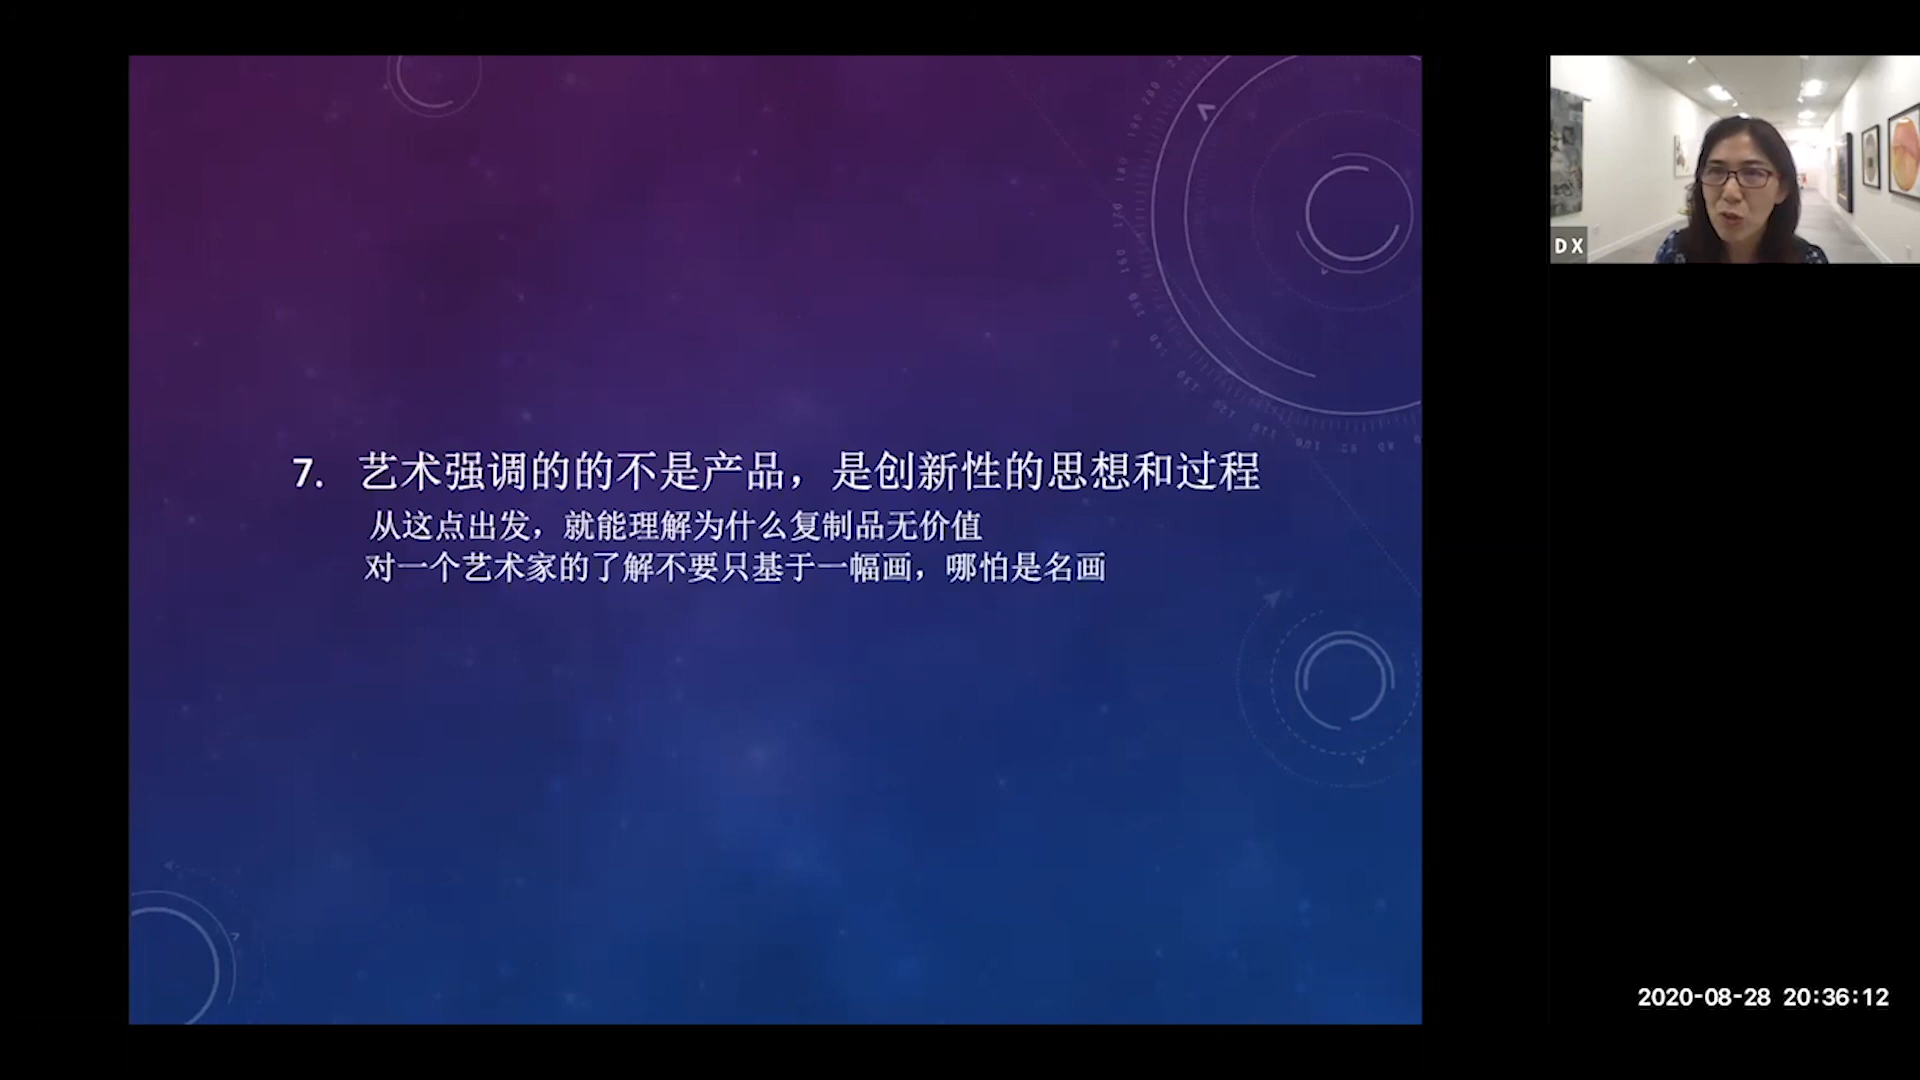 7. 艺术强调的的不是产品，是创新性的思想和过程
从这点出发，就能理解为什么复制品无价值
对一个艺术家的了解不要只基于一幅画，哪怕是名画
D X
2020-08-28 20:36:12